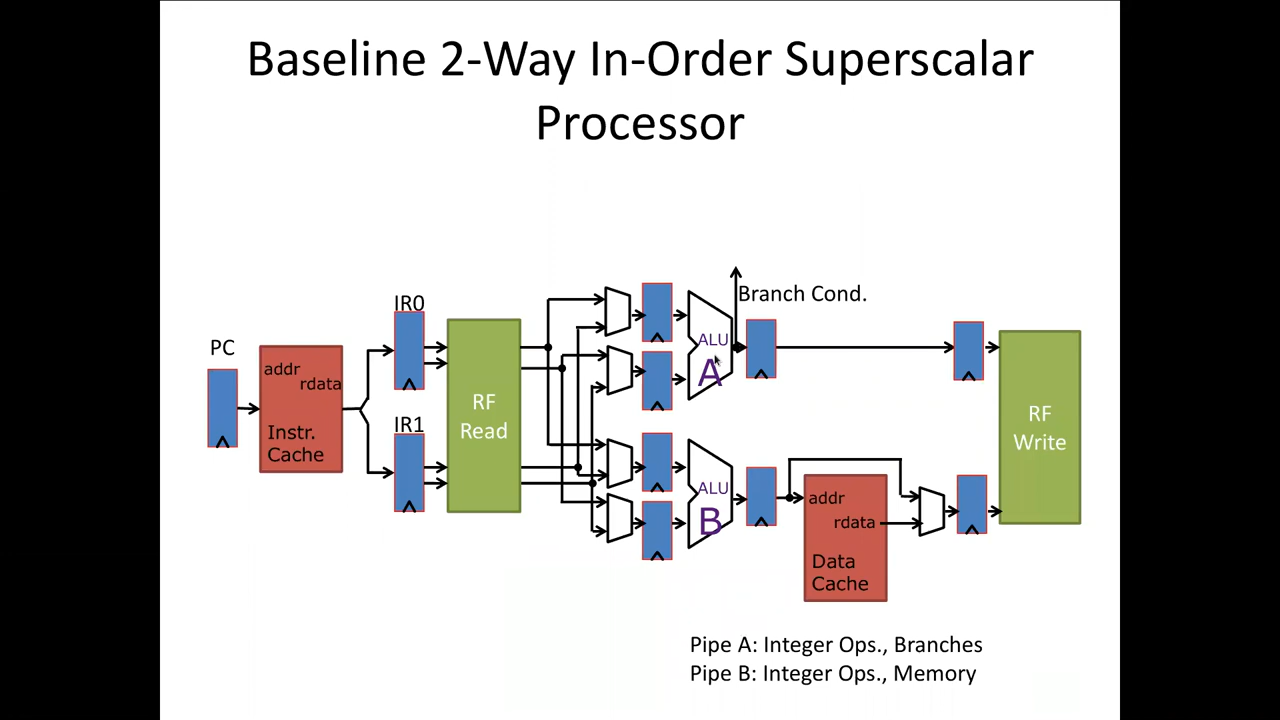 Baseline 2-Way In-Order Superscalar
Processor
PC
addr
rdata
Instr.
Cache
IR0
IR1
RF
Read
ALU
A
Branch Cond.
ALU
B
addr
rdata
Data
Cache
RF
Write
Pipe A: Integer Ops., Branches
Pipe B: Integer Ops., Memory